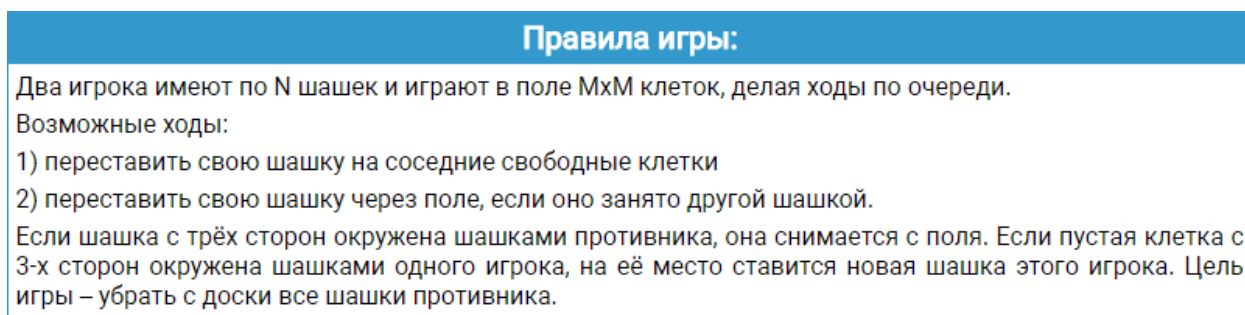 Правила игры:
Два игрока имеют по N шашек и играют в поле МхМ клеток, делая ходы по очереди.
Возможные ходы:
1) переставить свою шашку на соседние свободные клетки
2) переставить свою шашку через поле, если оно занято другой шашкой.
Если шашка с трёх сторон окружена шашками противника, она снимается с поля. Если пустая клетка с
3-х сторон окружена шашками одного игрока, на её место ставится новая шашка этого игрока. Цель
игры – убрать с доски все шашки противника.